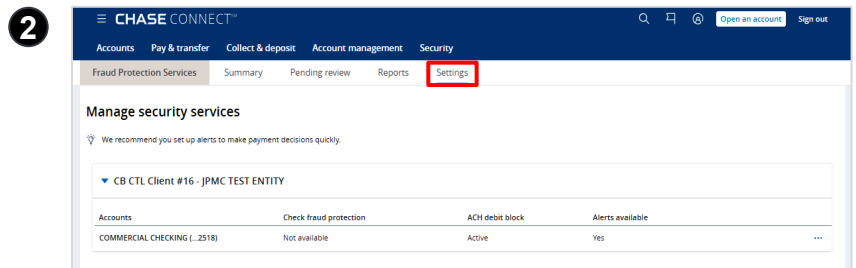 2
CHASE CONNECT℠ Open an account Sign out
Accounts Pay & transfer Collect & deposit Account management Security
Fraud Protection Services Summary Pending review Reports Settings
Manage security services
We recommend you set up alerts to make payment decisions quickly.
CB CTL Client #16 - JPMC TEST ENTITY
Accounts Check fraud protection ACH debit block Alerts available
COMMERCIAL CHECKING (...2518) Not available Active Yes ...